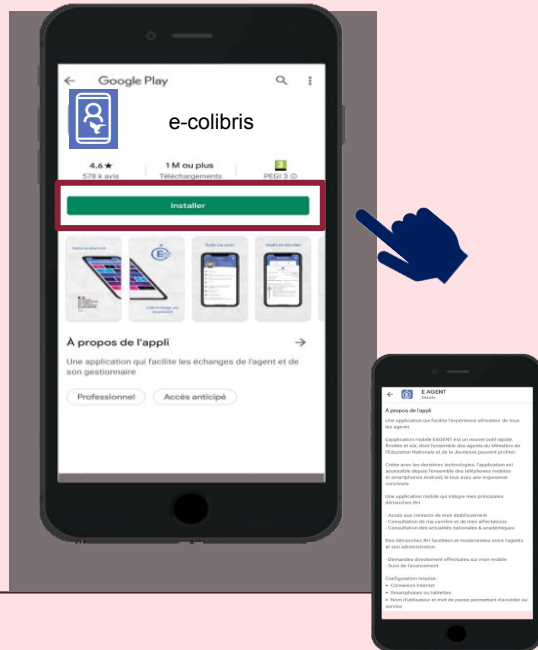 Google Play
e-colibris
4,6 ★
1 M ou plus
3
578 k avis
Téléchargements
PEGI 3
Installer
À propos de l'appli
Une application qui facilite les échanges de l'agent et de
son gestionnaire
Professionnel
Accès anticipé
E AGENT
Détails
À propos de l'appli
Une application qui facilite l'expérience utilisateur de tous
les agents
L'application mobile EAGENT est un nouvel outil rapide,
flexible et sûr, dont l'ensemble des agents du Ministère de
l'Éducation Nationale et de la Jeunesse peuvent profiter.
Créée avec les dernières technologies, l'application est
accessible depuis l'ensemble des téléphones mobiles
et smartphones Android, le tout avec une ergonomie
conviviale.
Une application mobile qui intègre mes principales
démarches RH
- Accès aux contacts de mon établissement
- Consultation de ma carrière et de mes affectations
- Consultation des actualités nationales & académiques
Des démarches RH facilitées et modernisées entre l'agents
et son administration
- Demandes directement effectuées sur mon mobile
- Suivi de l'avancement
Configuration requise :
Connexion internet
Smartphones ou tablettes
Nom d'utilisateur et mot de passe permettent d'accéder au
service